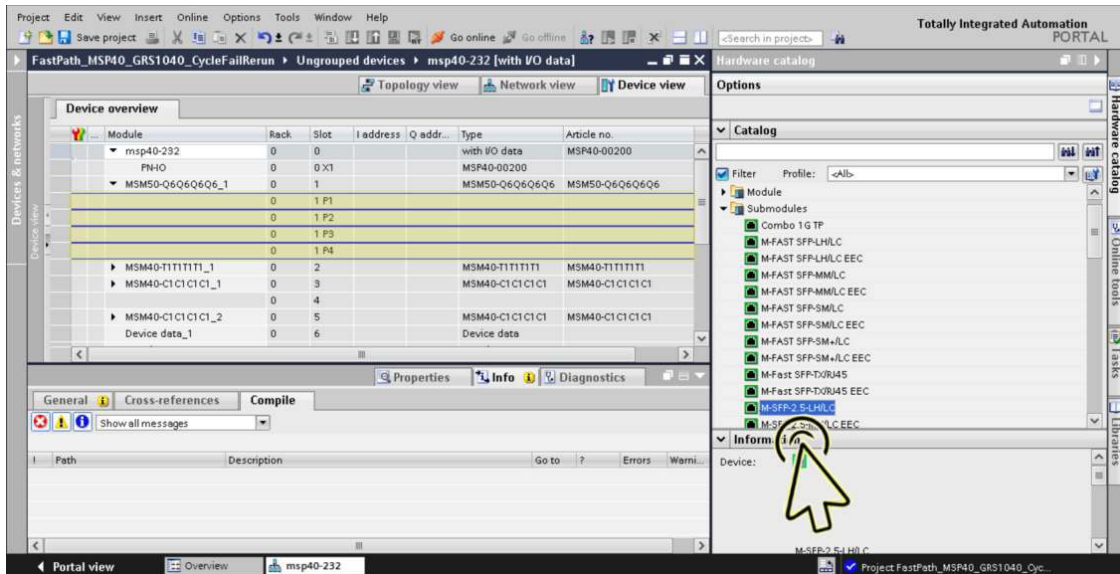 Project Edit View Insert Online Options Tools Window Help
Totally Integrated Automation
PORTAL
Save project Go online Go offline <Search in project>
FastPath_MSP40_GRS1040_CycleFailRerun ▸ Ungrouped devices ▸ msp40-232 [with I/O data]
Hardware catalog
Topology view Network view Device view
Options
Device overview
... Module Rack Slot I address Q addr... Type Article no.
msp40-232 0 0 with I/O data MSP40-00200
PN-IO 0 0 X1 MSP40-00200
MSM50-Q6Q6Q6Q6_1 0 1 MSM50-Q6Q6Q6Q6 MSM50-Q6Q6Q6Q6
0 1 P1
0 1 P2
0 1 P3
0 1 P4
MSM40-T1T1T1T1_1 0 2 MSM40-T1T1T1T1 MSM40-T1T1T1T1
MSM40-C1C1C1C1_1 0 3 MSM40-C1C1C1C1 MSM40-C1C1C1C1
0 4
MSM40-C1C1C1C1_2 0 5 MSM40-C1C1C1C1 MSM40-C1C1C1C1
Device data_1 0 6 Device data
Catalog
Filter Profile: <All>
Module
Submodules
Combo 1G TP
M-FAST SFP-LH/LC
M-FAST SFP-LH/LC EEC
M-FAST SFP-MM/LC
M-FAST SFP-MM/LC EEC
M-FAST SFP-SM/LC
M-FAST SFP-SM/LC EEC
M-FAST SFP-SM+/LC
M-FAST SFP-SM+/LC EEC
M-Fast SFP-TX/RJ45
M-Fast SFP-TX/RJ45 EEC
M-SFP-2.5-LH/LC
Information
Device:
M-SFP-2.5-LH/LC
Properties Info Diagnostics
General Cross-references Compile
Show all messages
! Path Description Go to ? Errors Warni...
Devices & networks
Device view
Hardware catalog
Online tools
Tasks
Libraries
Portal view Overview msp40-232
Project FastPath_MSP40_GRS1040_Cyc...